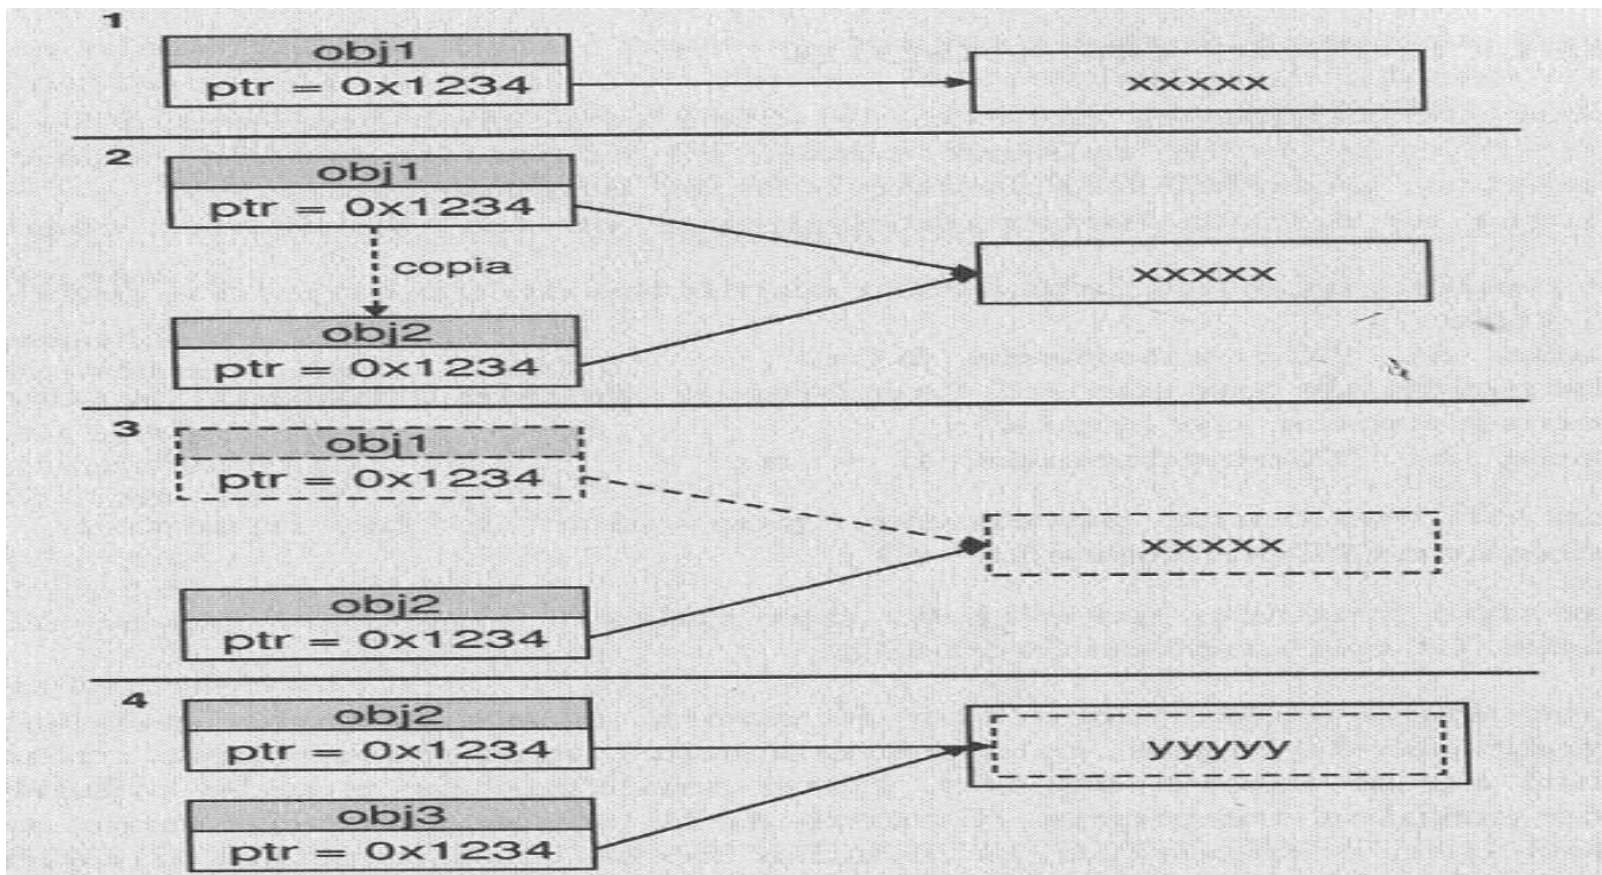 1
obj1
ptr = 0x1234
xxxxx
2
obj1
ptr = 0x1234
xxxxx
copia
obj2
ptr = 0x1234
3
obj1
ptr = 0x1234
xxxxx
obj2
ptr = 0x1234
4
obj2
ptr = 0x1234
yyyyy
obj3
ptr = 0x1234